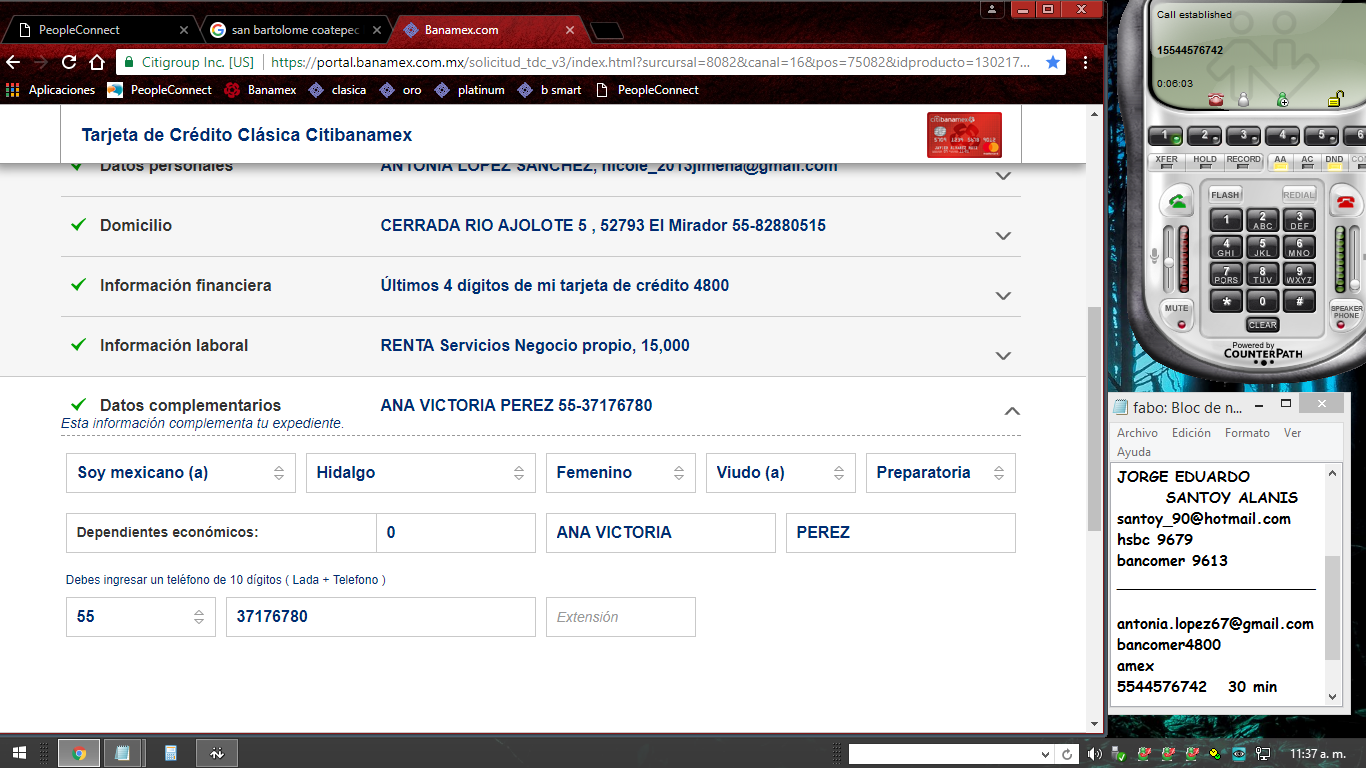 PeopleConnect
san bartolome coatepec
Banamex.com
Citigroup Inc. [US]
https://portal.banamex.com.mx/solicitud_tdc_v3/index.html?surcursal=8082&canal=16&pos=75082&idproducto=130217...
Aplicaciones
PeopleConnect
Banamex
clasica
oro
platinum
b smart
PeopleConnect
Tarjeta de Crédito Clásica Citibanamex
citibanamex
Datos personales
ANTONIA LOPEZ SANCHEZ, nicole_2013jimena@gmail.com
Domicilio
CERRADA RIO AJOLOTE 5 , 52793 El Mirador 55-82880515
Información financiera
Últimos 4 dígitos de mi tarjeta de crédito 4800
Información laboral
RENTA Servicios Negocio propio, 15,000
Datos complementarios
ANA VICTORIA PEREZ 55-37176780
Esta información complementa tu expediente.
Soy mexicano (a)
Hidalgo
Femenino
Viudo (a)
Preparatoria
Dependientes económicos:
0
ANA VICTORIA
PEREZ
Debes ingresar un teléfono de 10 dígitos ( Lada + Telefono )
55
37176780
Extensión
Call established
15544576742
0:06:03
1 2 3 4 5 6
XFER HOLD RECORD AA AC DND
FLASH
REDIAL
1 2 ABC 3 DEF
4 GHI 5 JKL 6 MNO
7 PQRS 8 TUV 9 WXYZ
* 0 #
MUTE
CLEAR
SPEAKER
PHONE
Powered by
COUNTERPATH
fabo: Bloc de n...
Archivo Edición Formato Ver
Ayuda
JORGE EDUARDO
SANTOY ALANIS
santoy_90@hotmail.com
hsbc 9679
bancomer 9613
antonia.lopez67@gmail.com
bancomer4800
amex
5544576742 30 min
11:37 a. m.